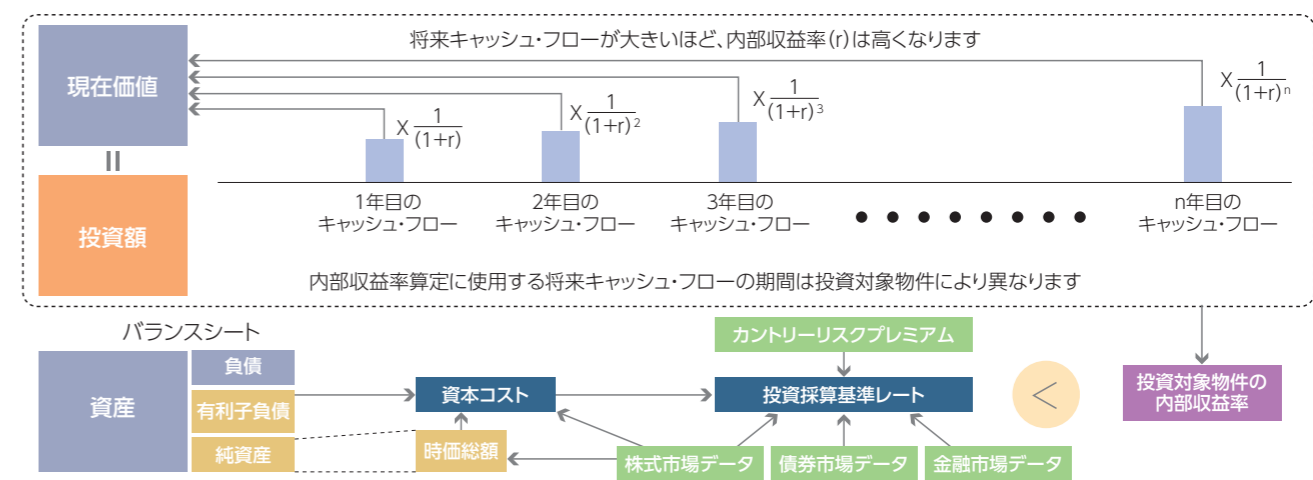 将来キャッシュ・フローが大きいほど、内部収益率(r)は高くなります
現在価値
=
投資額
X 1/(1+r)
X 1/(1+r)²
X 1/(1+r)³
X 1/(1+r)ⁿ
1年目の
キャッシュ・フロー
2年目の
キャッシュ・フロー
3年目の
キャッシュ・フロー
● ● ● ● ● ● ● ●
n年目の
キャッシュ・フロー
内部収益率算定に使用する将来キャッシュ・フローの期間は投資対象物件により異なります
バランスシート
資産
負債
有利子負債
純資産
資本コスト
時価総額
カントリーリスクプレミアム
投資採算基準レート
株式市場データ
債券市場データ
金融市場データ
<
投資対象物件の
内部収益率